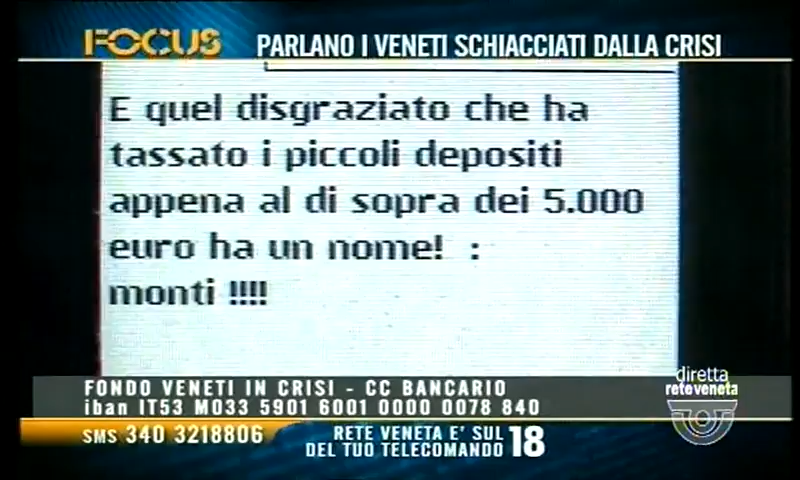 FOCUS
PARLANO I VENETI SCHIACCIATI DALLA CRISI
E quel disgraziato che ha
tassato i piccoli depositi
appena al di sopra dei 5.000
euro ha un nome!  :
monti !!!!
FONDO VENETI IN CRISI - CC BANCARIO
iban IT53 M033 5901 6001 0000 0078 840
diretta
reteveneta
SMS 340 3218806
RETE VENETA E' SUL
DEL TUO TELECOMANDO 18